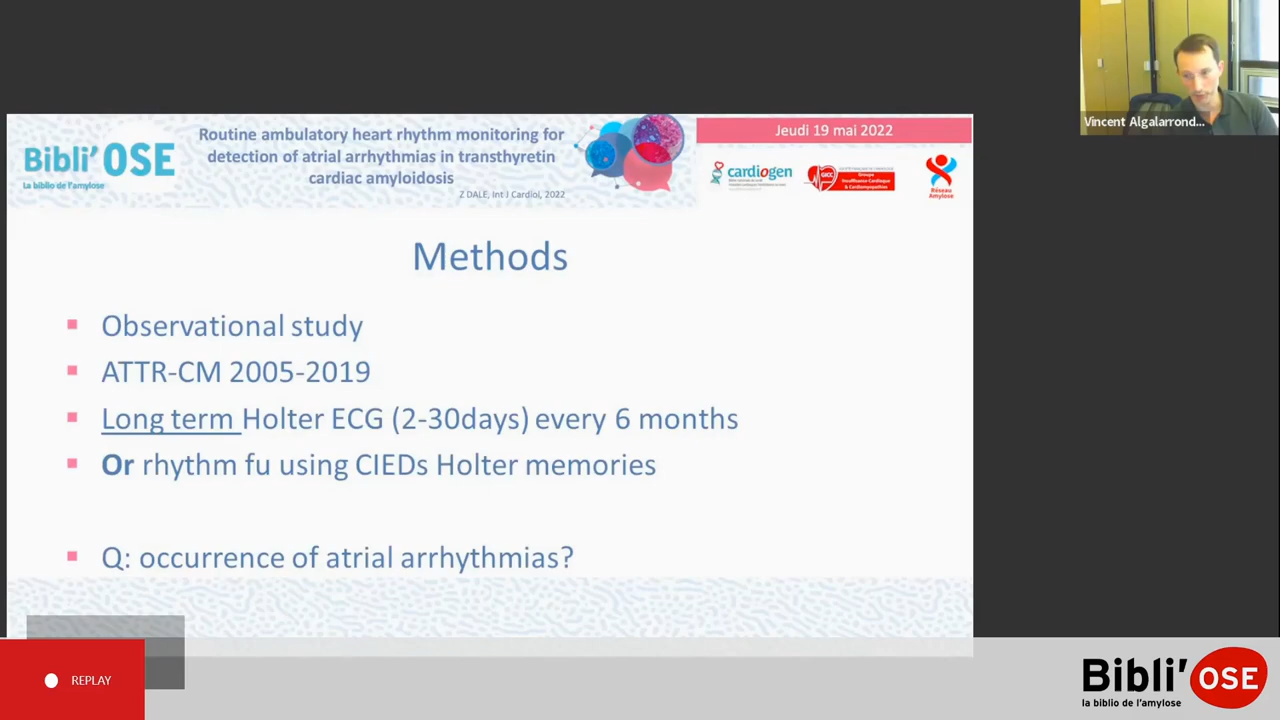 Bibli'OSE
La biblio de l'amylose
Routine ambulatory heart rhythm monitoring for
detection of atrial arrhythmias in transthyretin
cardiac amyloidosis
Z DALE, Int J Cardiol, 2022
Jeudi 19 mai 2022
cardiogen
GICC
Insuffisance Cardiaque
& Cardiomyopathies
Réseau
Amylose
Vincent Algalarrond...
Methods
▪ Observational study
▪ ATTR-CM 2005-2019
▪ Long term Holter ECG (2-30days) every 6 months
▪ Or rhythm fu using CIEDs Holter memories
▪ Q: occurrence of atrial arrhythmias?
REPLAY
Bibli'OSE
la biblio de l'amylose